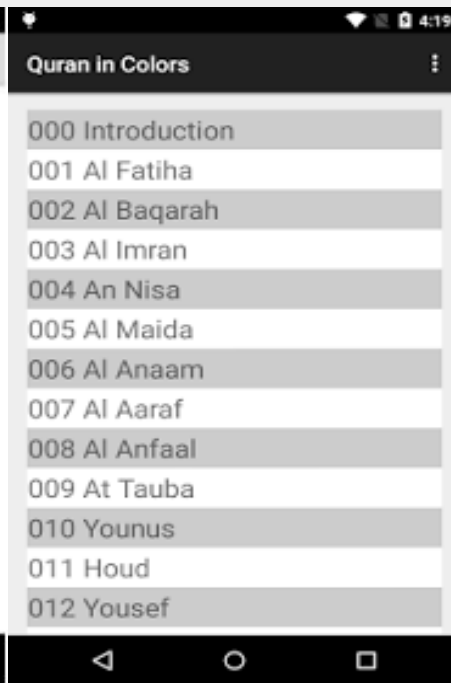 4:19
Quran in Colors
000 Introduction
001 Al Fatiha
002 Al Baqarah
003 Al Imran
004 An Nisa
005 Al Maida
006 Al Anaam
007 Al Aaraf
008 Al Anfaal
009 At Tauba
010 Younus
011 Houd
012 Yousef